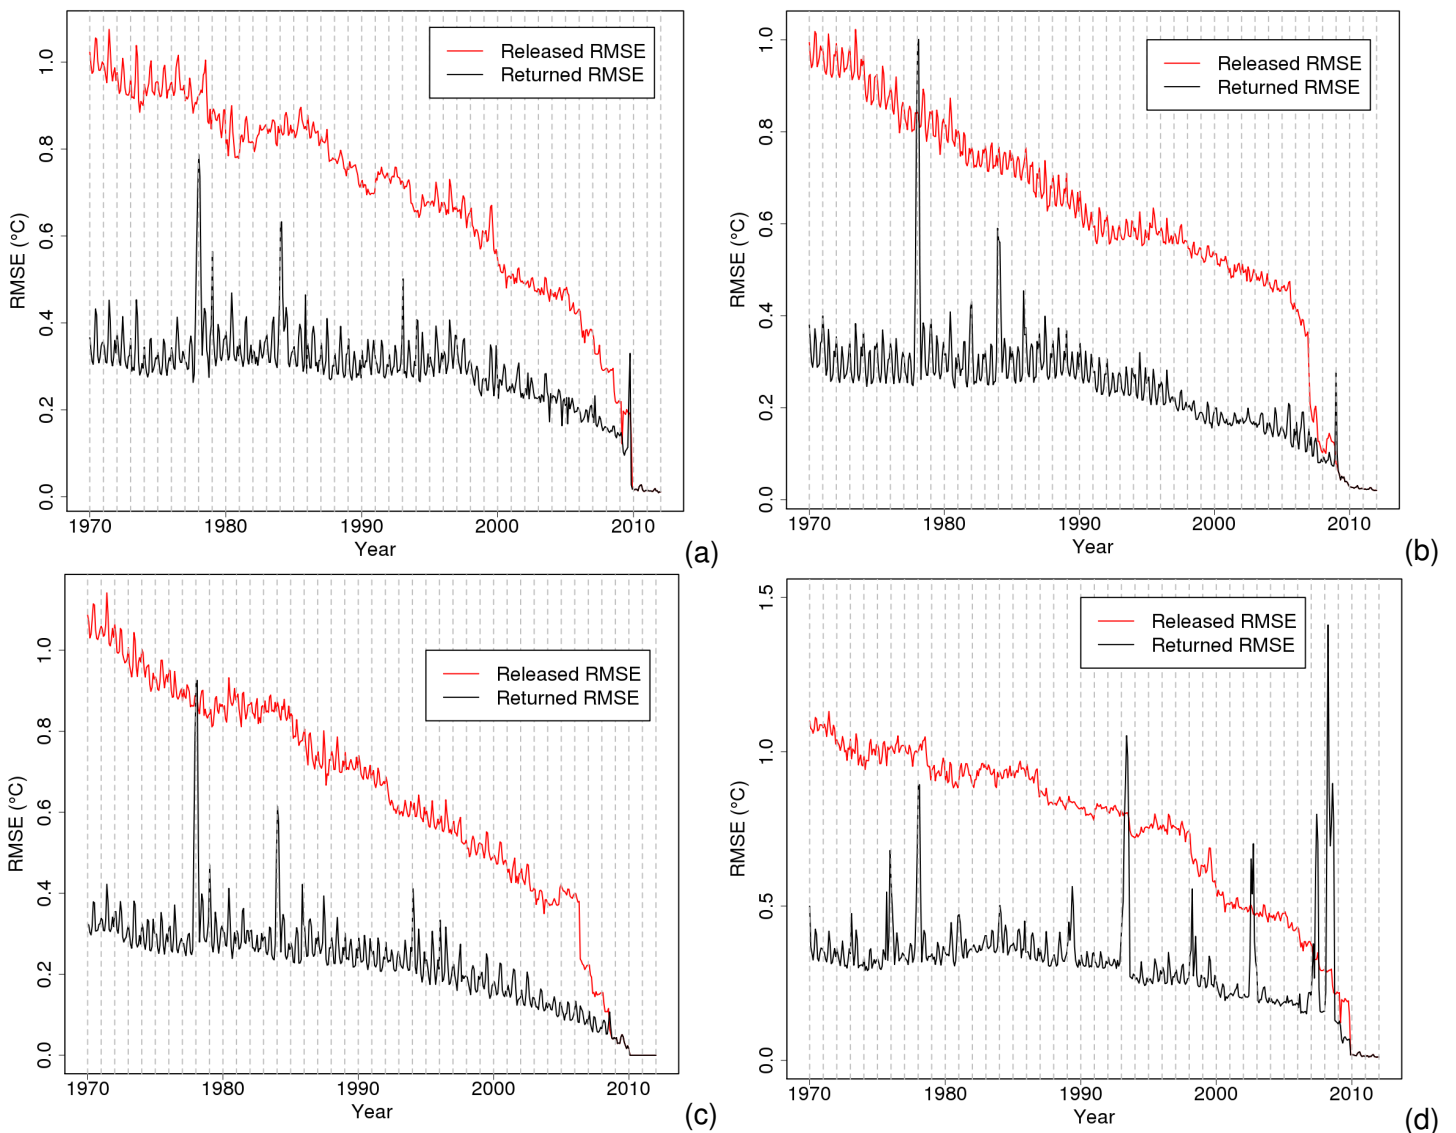 Released RMSE
Returned RMSE
RMSE (°C)
0.0 0.2 0.4 0.6 0.8 1.0
1970 1980 1990 2000 2010
Year
(a)
Released RMSE
Returned RMSE
RMSE (°C)
0.0 0.2 0.4 0.6 0.8 1.0
1970 1980 1990 2000 2010
Year
(b)
Released RMSE
Returned RMSE
RMSE (°C)
0.0 0.2 0.4 0.6 0.8 1.0
1970 1980 1990 2000 2010
Year
(c)
Released RMSE
Returned RMSE
RMSE (°C)
0.0 0.5 1.0 1.5
1970 1980 1990 2000 2010
Year
(d)